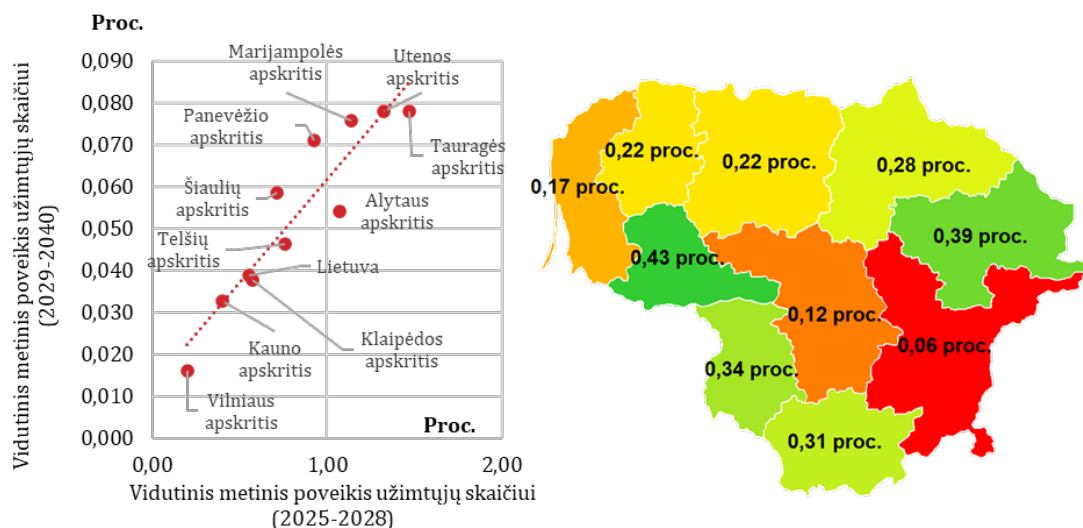 Proc.
Vidutinis metinis poveikis užimtųjų skaičiui
(2029-2040)
0,090
0,080
0,070
0,060
0,050
0,040
0,030
0,020
0,010
0,000
Marijampolės
apskritis
Utenos
apskritis
Panevėžio
apskritis
Tauragės
apskritis
Šiaulių
apskritis
Alytaus
apskritis
Telšių
apskritis
Lietuva
Kauno
apskritis
Klaipėdos
apskritis
Vilniaus
apskritis
Proc.
0,00
1,00
2,00
Vidutinis metinis poveikis užimtųjų skaičiui
(2025-2028)
0,17 proc.
0,22 proc.
0,22 proc.
0,28 proc.
0,39 proc.
0,43 proc.
0,12 proc.
0,06 proc.
0,34 proc.
0,31 proc.